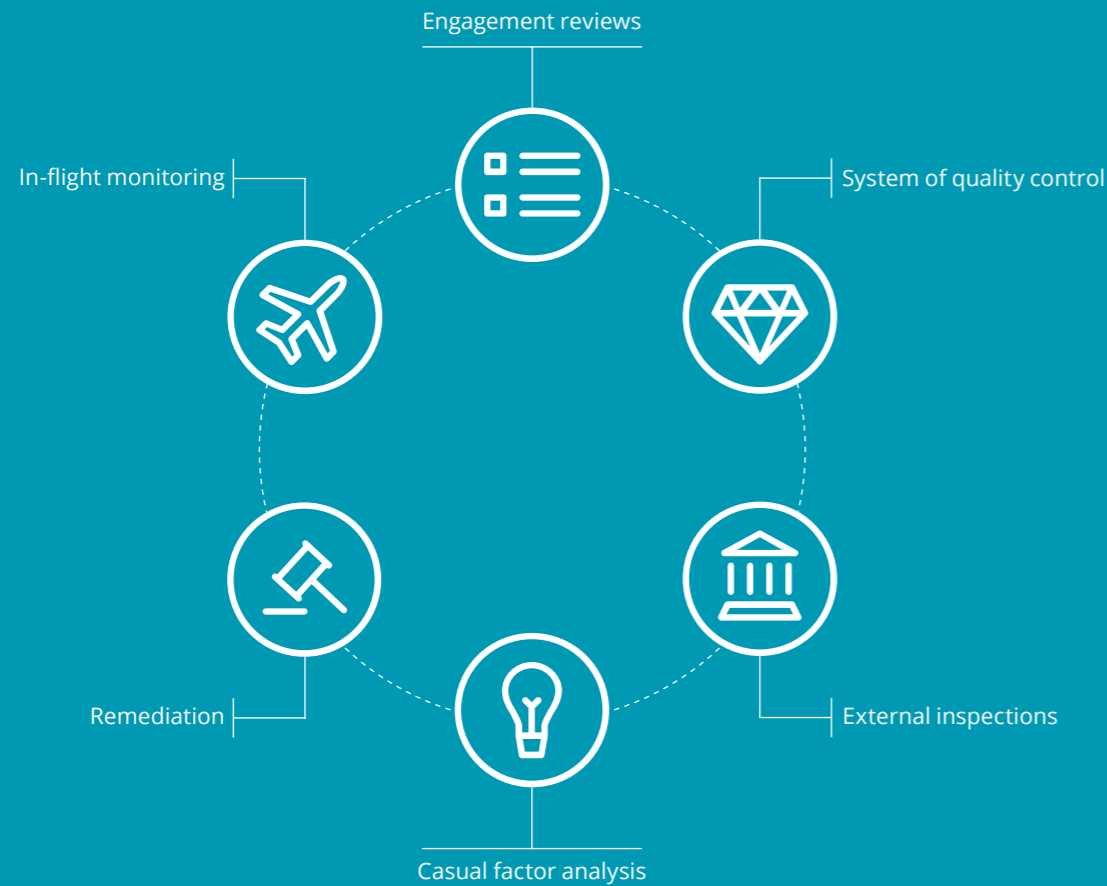 Engagement reviews
In-flight monitoring
System of quality control
Remediation
External inspections
Casual factor analysis